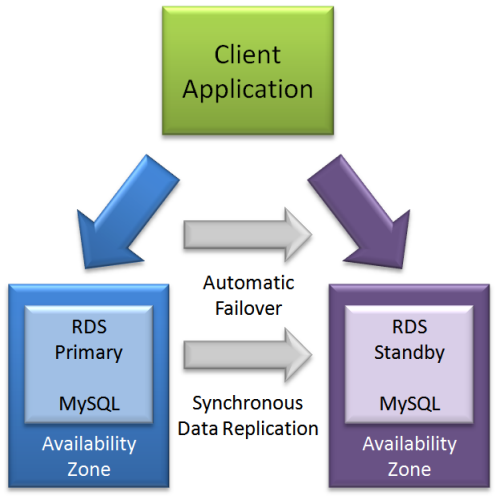 Client
Application
Automatic
Failover
RDS
Primary
MySQL
Availability
Zone
Synchronous
Data Replication
RDS
Standby
MySQL
Availability
Zone